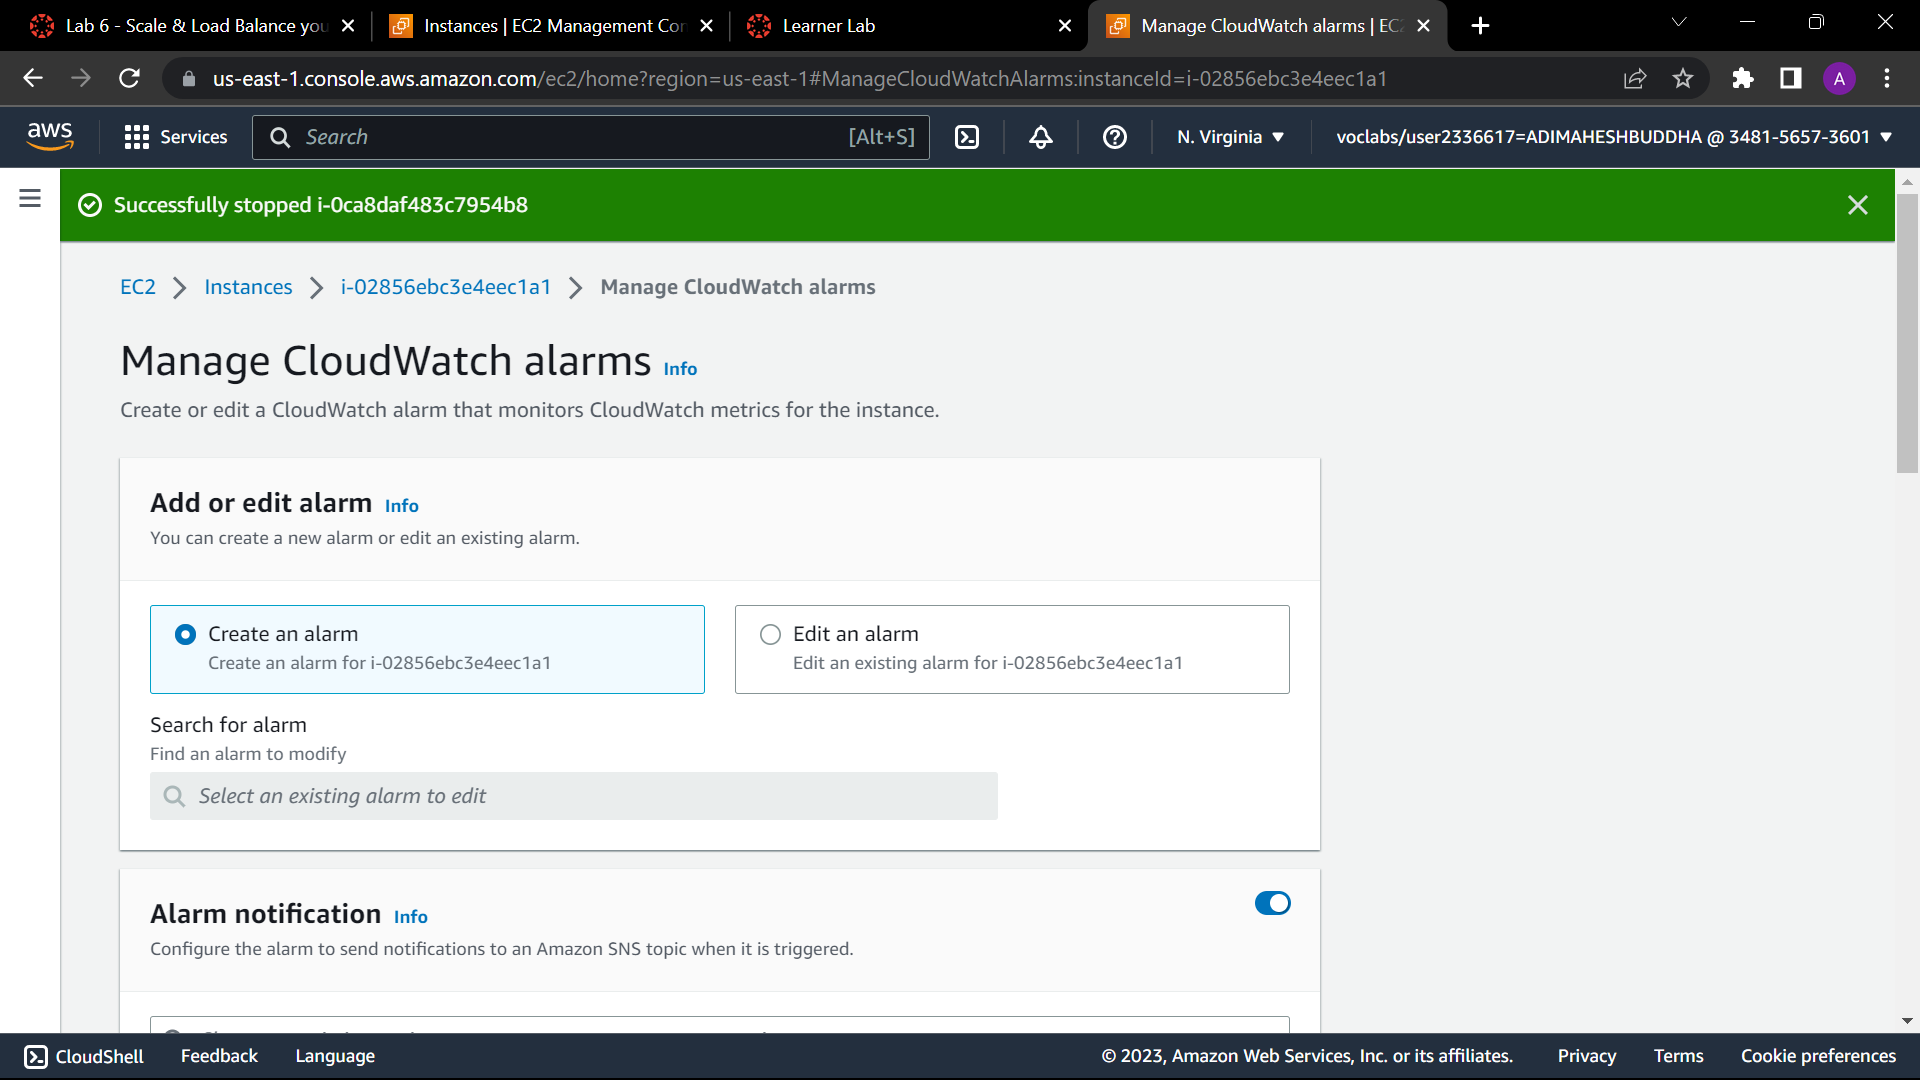 Lab 6 - Scale & Load Balance you
Instances | EC2 Management Con
Learner Lab
Manage CloudWatch alarms | EC2
us-east-1.console.aws.amazon.com/ec2/home?region=us-east-1#ManageCloudWatchAlarms:instanceId=i-02856ebc3e4eec1a1
A
aws
Services
Search
[Alt+S]
N. Virginia
voclabs/user2336617=ADIMAHESHBUDDHA @ 3481-5657-3601
Successfully stopped i-0ca8daf483c7954b8
EC2
Instances
i-02856ebc3e4eec1a1
Manage CloudWatch alarms
Manage CloudWatch alarms Info
Create or edit a CloudWatch alarm that monitors CloudWatch metrics for the instance.
Add or edit alarm Info
You can create a new alarm or edit an existing alarm.
Create an alarm
Create an alarm for i-02856ebc3e4eec1a1
Edit an alarm
Edit an existing alarm for i-02856ebc3e4eec1a1
Search for alarm
Find an alarm to modify
Select an existing alarm to edit
Alarm notification Info
Configure the alarm to send notifications to an Amazon SNS topic when it is triggered.
CloudShell
Feedback
Language
© 2023, Amazon Web Services, Inc. or its affiliates.
Privacy
Terms
Cookie preferences